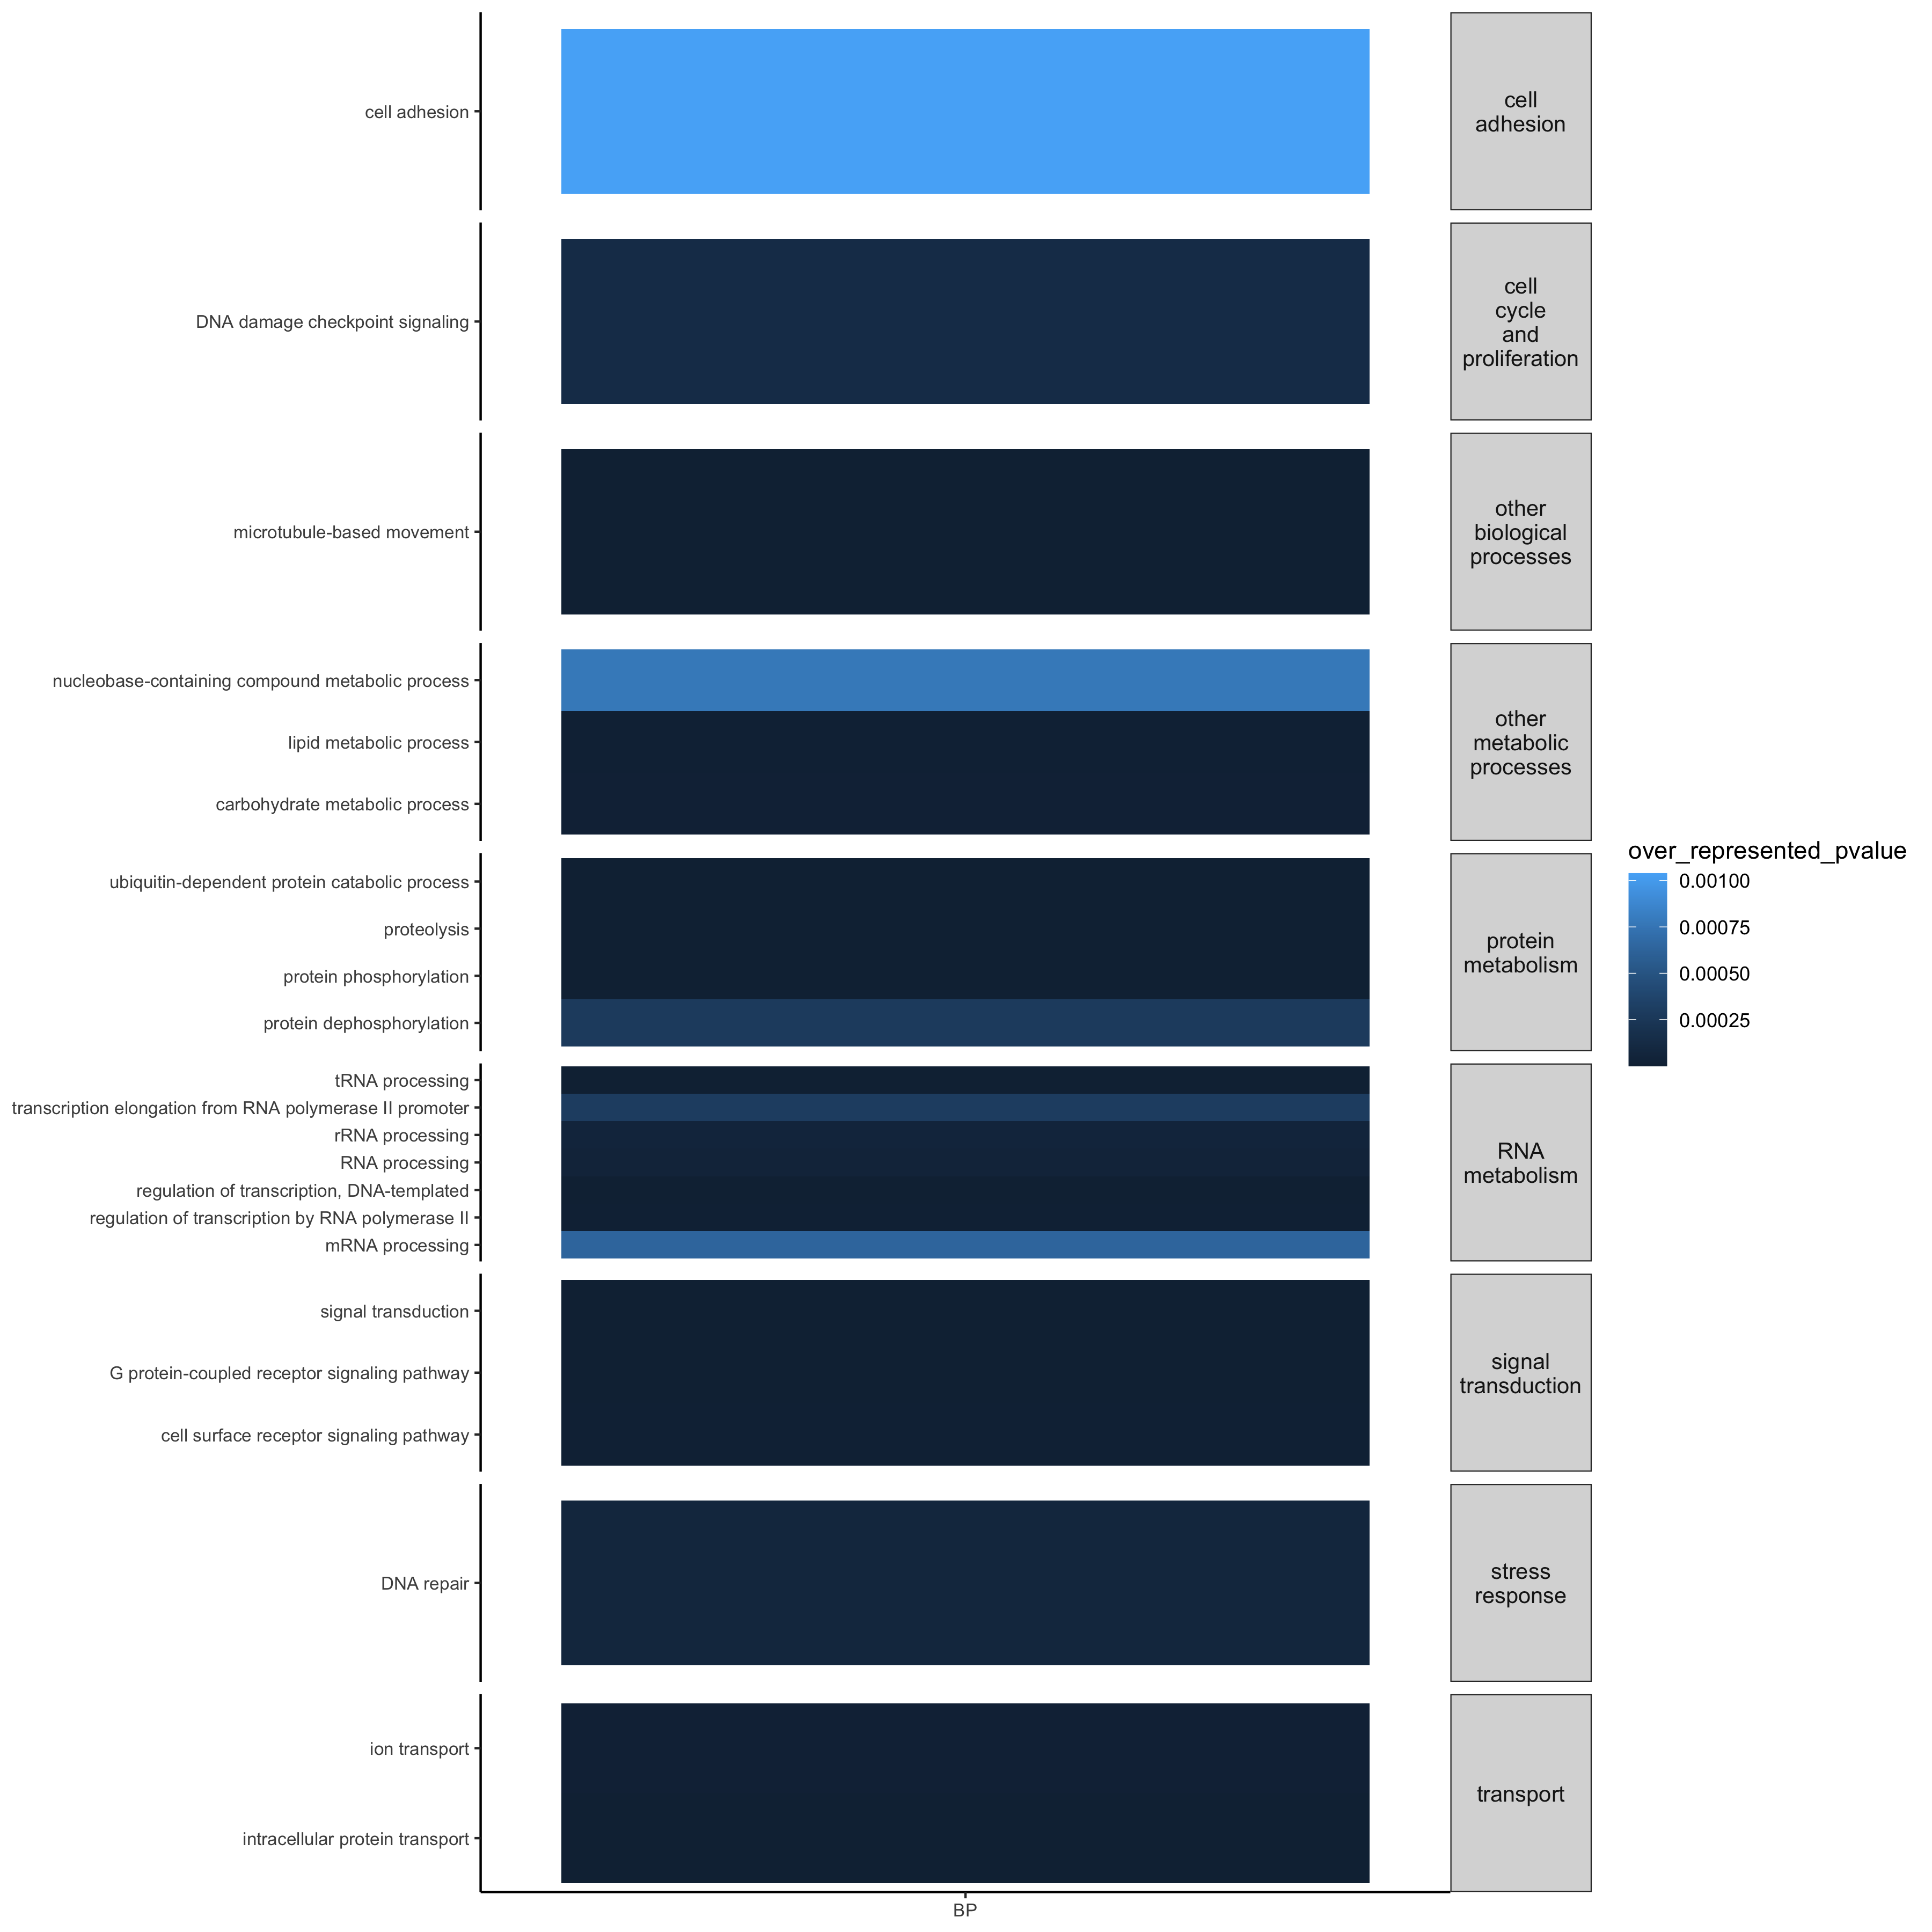 cell adhesion
cell
adhesion
DNA damage checkpoint signaling
cell
cycle
and
proliferation
microtubule-based movement
other
biological
processes
nucleobase-containing compound metabolic process
lipid metabolic process
carbohydrate metabolic process
other
metabolic
processes
ubiquitin-dependent protein catabolic process
proteolysis
protein phosphorylation
protein dephosphorylation
protein
metabolism
tRNA processing
transcription elongation from RNA polymerase II promoter
rRNA processing
RNA processing
regulation of transcription, DNA-templated
regulation of transcription by RNA polymerase II
mRNA processing
RNA
metabolism
signal transduction
G protein-coupled receptor signaling pathway
cell surface receptor signaling pathway
signal
transduction
DNA repair
stress
response
ion transport
intracellular protein transport
transport
BP
over_represented_pvalue
0.00100
0.00075
0.00050
0.00025